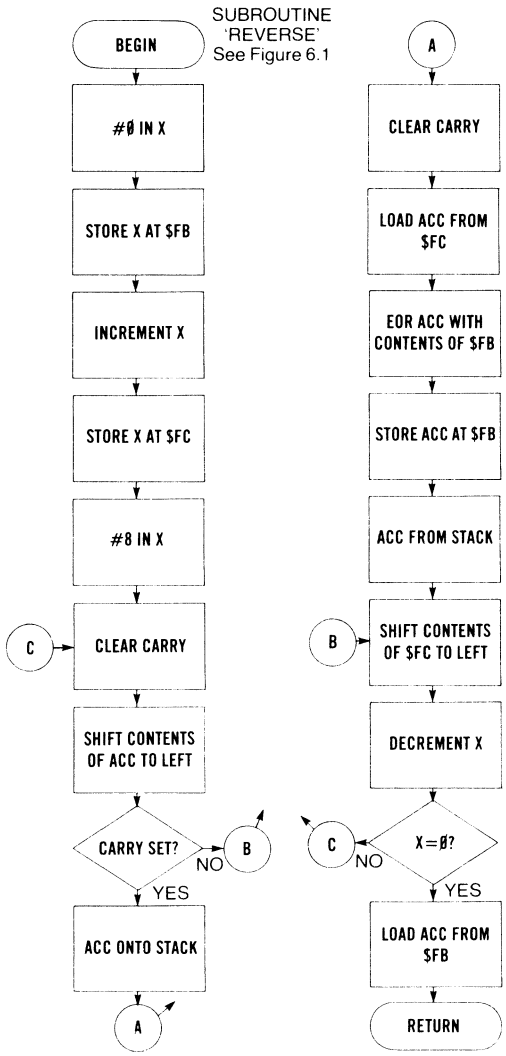 SUBROUTINE
‘REVERSE’
See Figure 6.1
BEGIN
#0 IN X
STORE X AT $FB
INCREMENT X
STORE X AT $FC
#8 IN X
C
CLEAR CARRY
SHIFT CONTENTS
OF ACC TO LEFT
CARRY SET?
NO
B
YES
ACC ONTO STACK
A
A
CLEAR CARRY
LOAD ACC FROM
$FC
EOR ACC WITH
CONTENTS OF $FB
STORE ACC AT $FB
ACC FROM STACK
B
SHIFT CONTENTS
OF $FC TO LEFT
DECREMENT X
X=0?
C
NO
YES
LOAD ACC FROM
$FB
RETURN